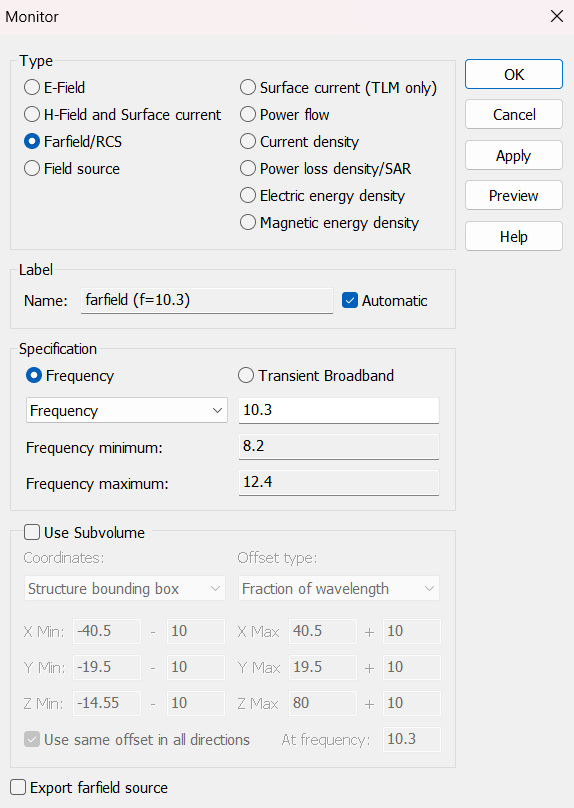 Monitor
Type
E-Field
Surface current (TLM only)
H-Field and Surface current
Power flow
Farfield/RCS
Current density
Field source
Power loss density/SAR
Electric energy density
Magnetic energy density
OK
Cancel
Apply
Preview
Help
Label
Name: farfield (f=10.3) Automatic
Specification
Frequency Transient Broadband
Frequency 10.3
Frequency minimum: 8.2
Frequency maximum: 12.4
Use Subvolume
Coordinates: Offset type:
Structure bounding box Fraction of wavelength
X Min: -40.5 - 10 X Max 40.5 + 10
Y Min: -19.5 - 10 Y Max 19.5 + 10
Z Min: -14.55 - 10 Z Max 80 + 10
Use same offset in all directions At frequency: 10.3
Export farfield source